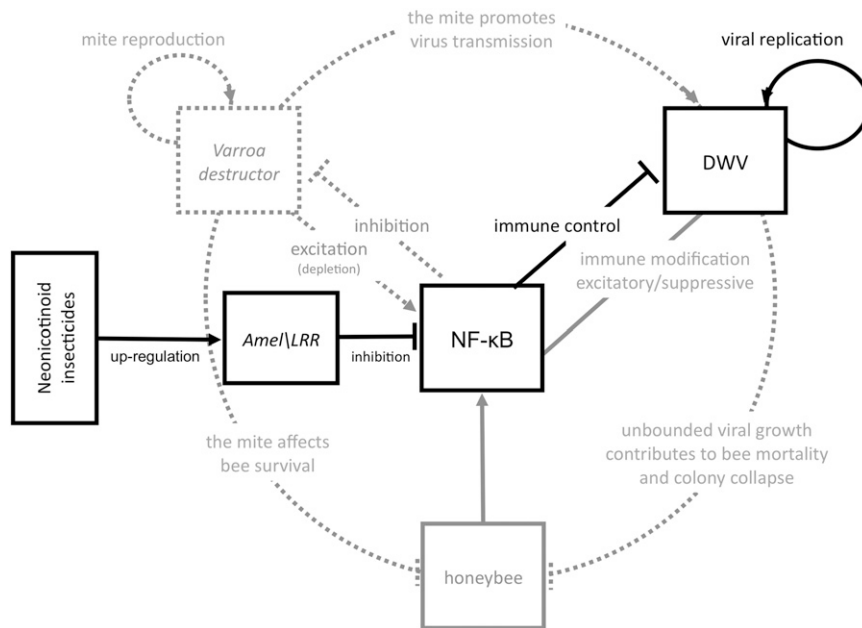 the mite promotes
virus transmission
mite reproduction
viral replication
Varroa
destructor
DWV
inhibition
immune control
excitation
(depletion)
immune modification
excitatory/suppressive
Neonicotinoid
insecticides
up-regulation
Amel\LRR
inhibition
NF-κB
the mite affects
bee survival
unbounded viral growth
contributes to bee mortality
and colony collapse
honeybee